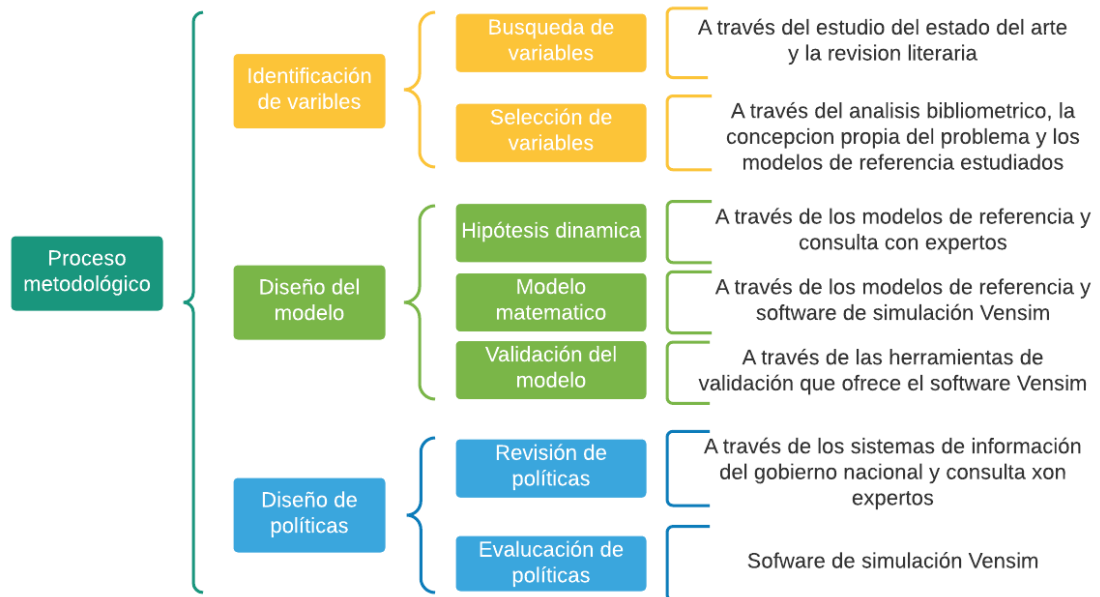 Proceso
metodológico
Identificación
de varibles
Busqueda de
variables
A través del estudio del estado del arte
y la revision literaria
Selección de
variables
A través del analisis bibliometrico, la
concepcion propia del problema y los
modelos de referencia estudiados
Diseño del
modelo
Hipótesis dinamica
A través de los modelos de referencia y
consulta con expertos
Modelo
matematico
A través de los modelos de referencia y
software de simulación Vensim
Validación del
modelo
A través de las herramientas de
validación que ofrece el software Vensim
Diseño de
políticas
Revisión de
políticas
A través de los sistemas de información
del gobierno nacional y consulta xon
expertos
Evalucación de
políticas
Sofware de simulación Vensim